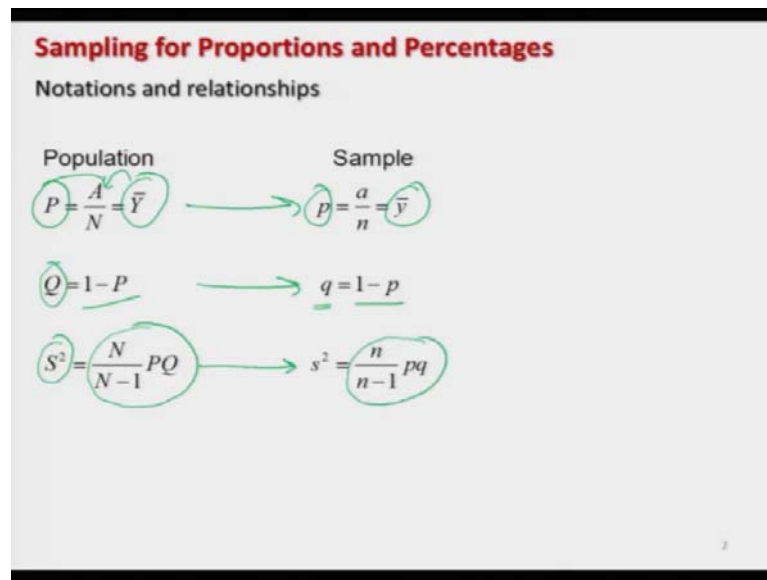 Sampling for Proportions and Percentages
Notations and relationships
Population Sample
P = A/N = Ȳ p = a/n = ȳ
Q = 1 − P q = 1 − p
S² = N/(N−1) PQ s² = n/(n−1) pq
2